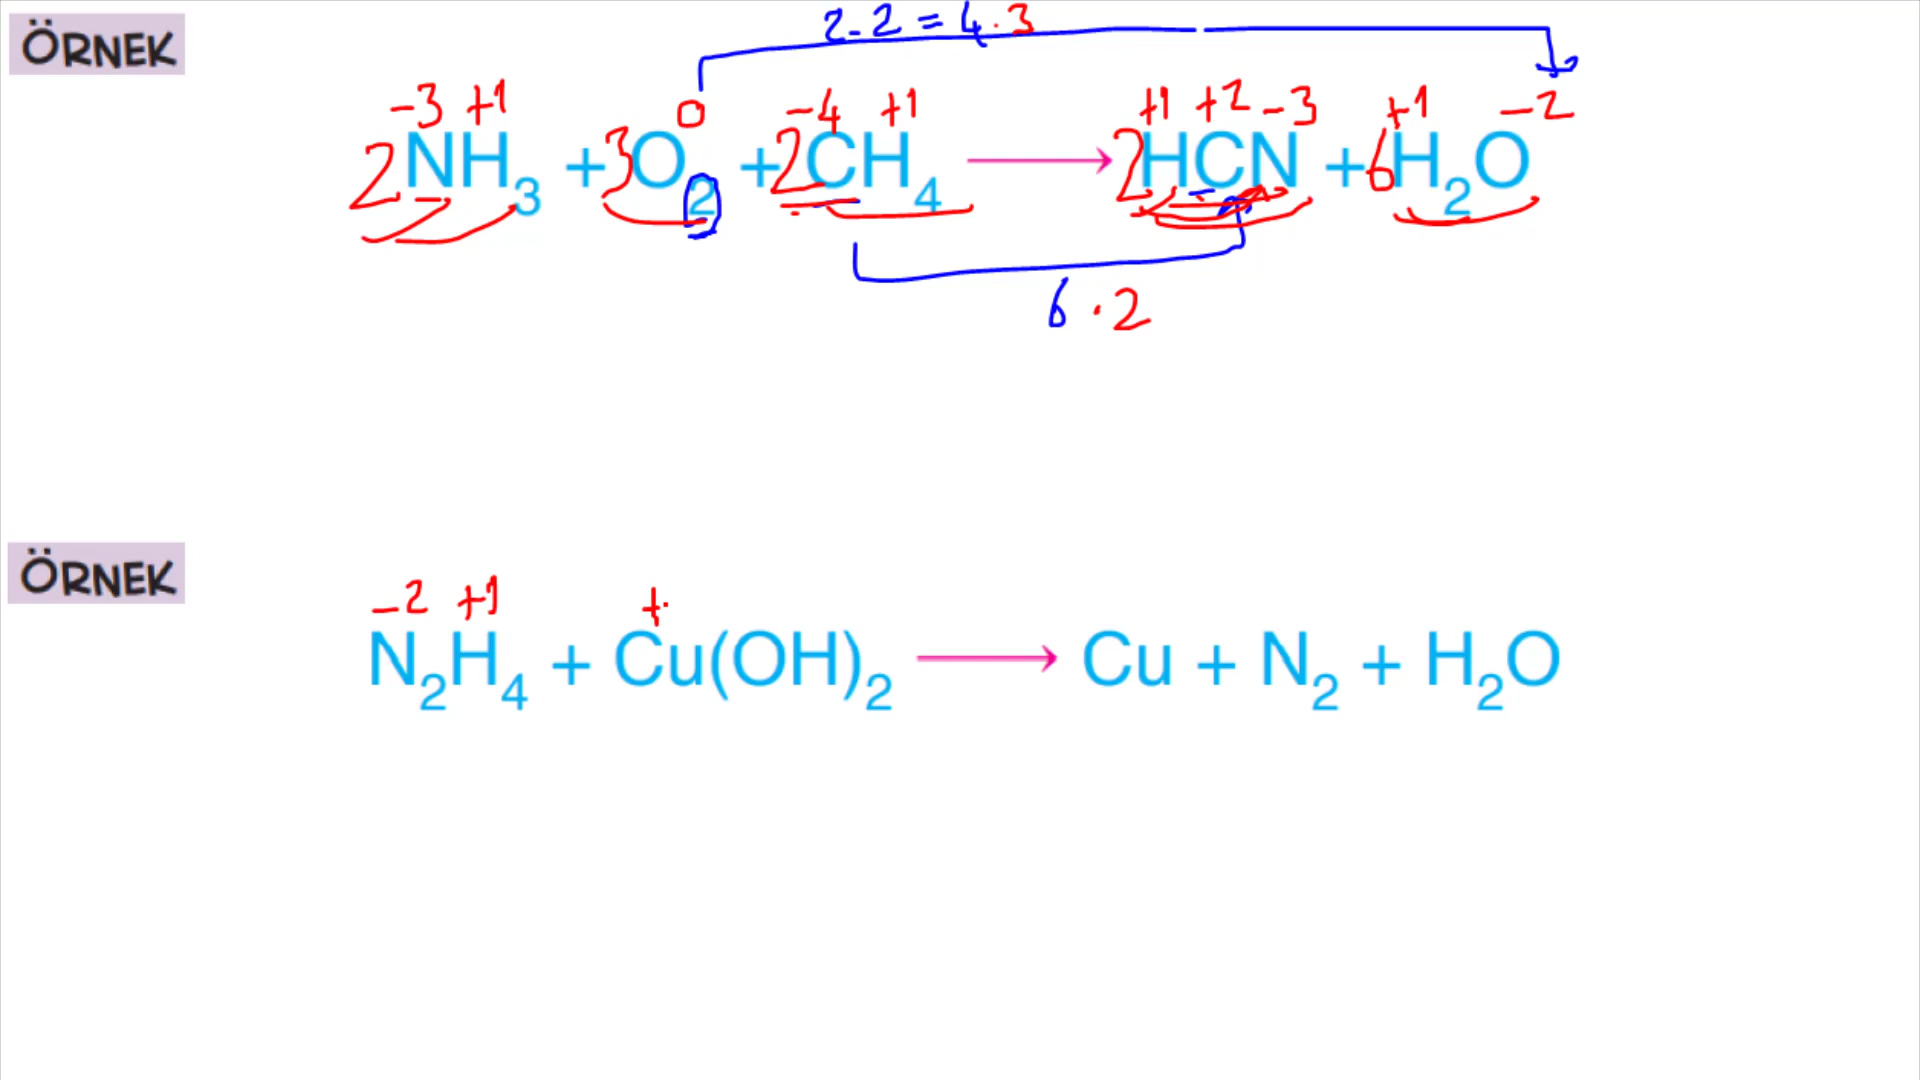 ÖRNEK
2.2 = 4.3
-3 +1 0 -4 +1 +1 +2 -3 +1 -2
2NH₃ + 3O₂ + 2CH₄ ⟶ 2HCN + 6H₂O
6.2
ÖRNEK
-2 +1 +.
N₂H₄ + Cu(OH)₂ ⟶ Cu + N₂ + H₂O